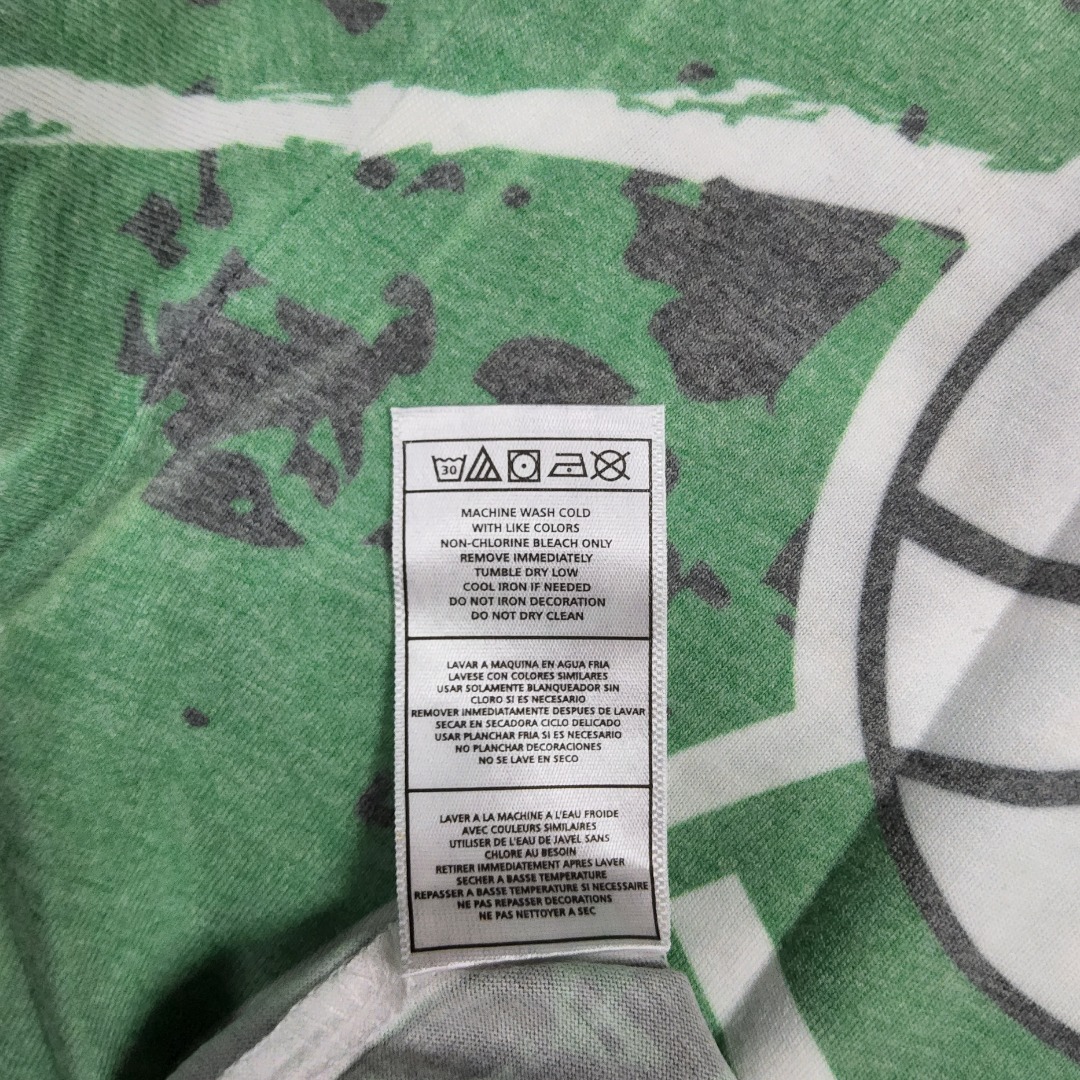 30
MACHINE WASH COLD
WITH LIKE COLORS
NON-CHLORINE BLEACH ONLY
REMOVE IMMEDIATELY
TUMBLE DRY LOW
COOL IRON IF NEEDED
DO NOT IRON DECORATION
DO NOT DRY CLEAN
LAVAR A MAQUINA EN AGUA FRIA
LAVESE CON COLORES SIMILARES
USAR SOLAMENTE BLANQUEADOR SIN
CLORO SI ES NECESARIO
REMOVER INMEDIATAMENTE DESPUES DE LAVAR
SECAR EN SECADORA CICLO DELICADO
USAR PLANCHAR FRIA SI ES NECESARIO
NO PLANCHAR DECORACIONES
NO SE LAVE EN SECO
LAVER A LA MACHINE A L'EAU FROIDE
AVEC COULEURS SIMILAIRES
UTILISER DE L'EAU DE JAVEL SANS
CHLORE AU BESOIN
RETIRER IMMEDIATEMENT APRES LAVER
SECHER A BASSE TEMPERATURE
REPASSER A BASSE TEMPERATURE SI NECESSAIRE
NE PAS REPASSER DECORATIONS
NE PAS NETTOYER A SEC